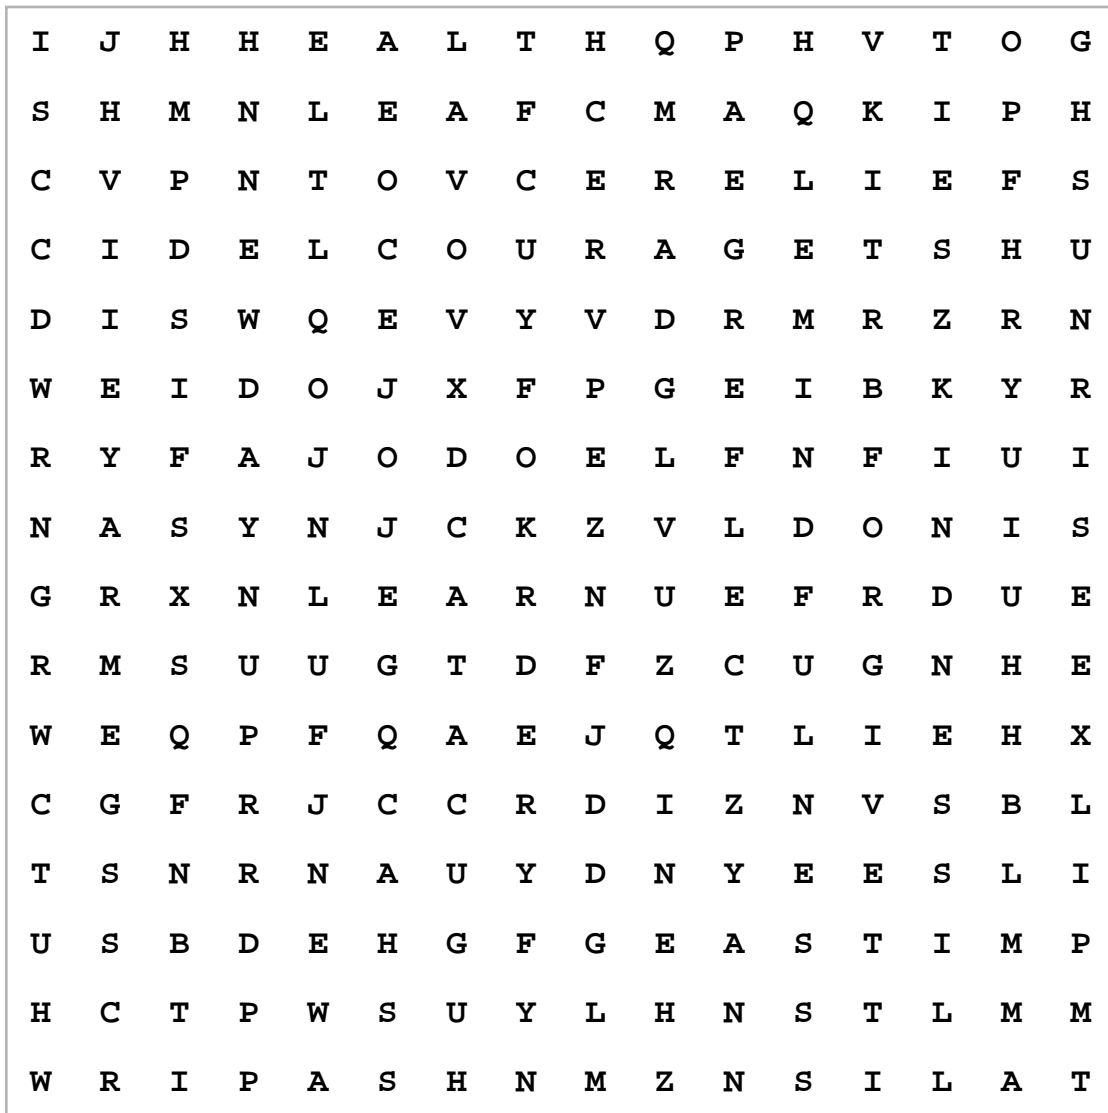 I J H H E A L T H Q P H V T O G
S H M N L E A F C M A Q K I P H
C V P N T O V C E R E L I E F S
C I D E L C O U R A G E T S H U
D I S W Q E V Y V D R M R Z R N
W E I D O J X F P G E I B K Y R
R Y F A J O D O E L F N F I U I
N A S Y N J C K Z V L D O N I S
G R X N L E A R N U E F R D U E
R M S U U G T D F Z C U G N H E
W E Q P F Q A E J Q T L I E H X
C G F R J C C R D I Z N V S B L
T S N R N A U Y D N Y E E S L I
U S B D E H G F G E A S T I M P
H C T P W S U Y L H N S T L M M
W R I P A S H N M Z N S I L A T